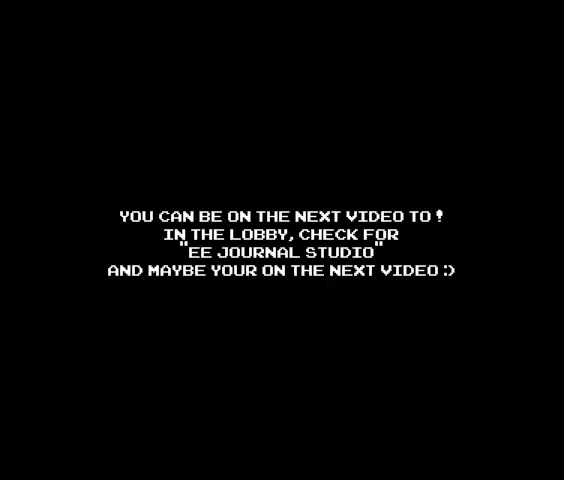 YOU CAN BE ON THE NEXT VIDEO TO !
IN THE LOBBY, CHECK FOR
"EE JOURNAL STUDIO"
AND MAYBE YOUR ON THE NEXT VIDEO :)